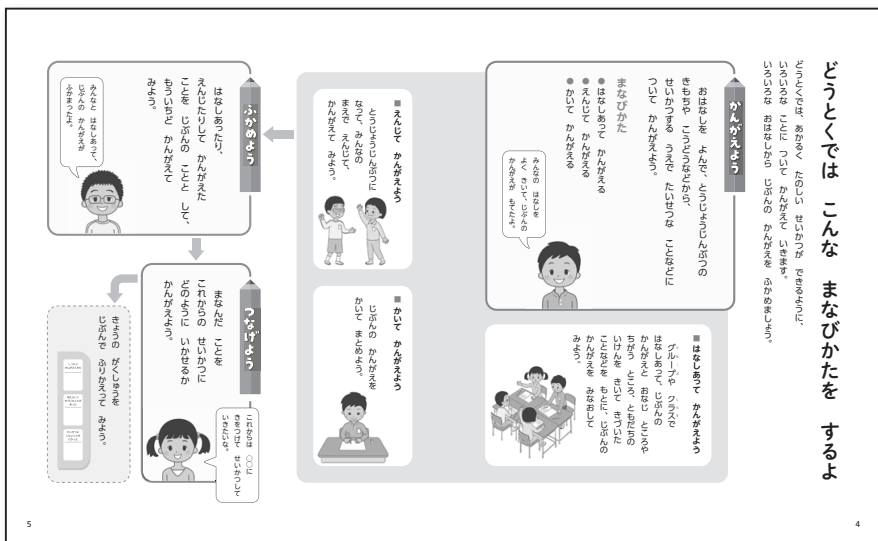 どうとくでは こんな まなびかたを するよ
どうとくでは、あかるく たのしい せいかつが できるように、
いろいろな ことに ついて かんがえて いきます。
いろいろな おはなしから じぶんの かんがえを ふかめましょう。
かんがえよう
おはなしを よんで、とうじょうじんぶつの
きもちや こうどうなどから、
せいかつする うえで たいせつな ことなどに
ついて かんがえよう。
まなびかた
● はなしあって かんがえる
● えんじて かんがえる
● かいて かんがえる
みんなの はなしを
よく きいて、じぶんの
かんがえが もてたよ。
■ はなしあって かんがえよう
グループや クラスで
はなしあって、じぶんの
かんがえと おなじ ところや
ちがう ところ、ともだちの
いけんを きいて きづいた
ことなどを もとに、じぶんの
かんがえを みなおして
みよう。
■ えんじて かんがえよう
とうじょうじんぶつに
なって、みんなの
まえで えんじて、
かんがえて みよう。
■ かいて かんがえよう
じぶんの かんがえを
かいて まとめよう。
ふかめよう
はなしあったり、
えんじたりして かんがえた
ことを じぶんの ことと して、
もういちど かんがえて
みよう。
みんなと はなしあって、
じぶんの かんがえが
ふかまったよ。
つなげよう
まなんだ ことを
これからの せいかつに
どのように いかせるか
かんがえよう。
これからは ○○に
きをつけて せいかつして
いきたいな。
きょうの がくしゅうを
じぶんで ふりかえって みよう。
5
4